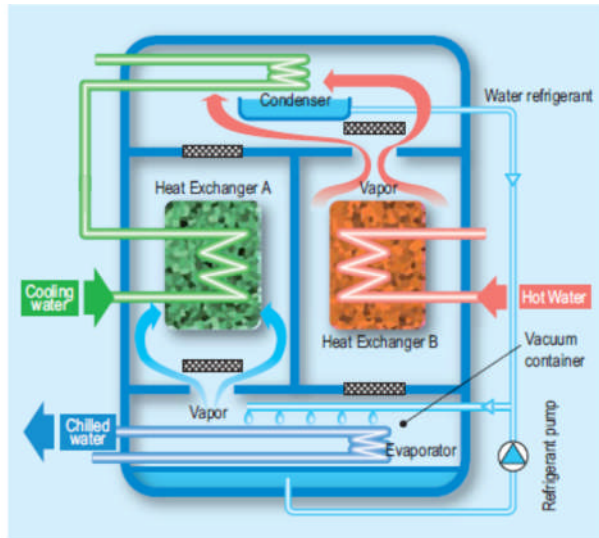 Condenser
Water refrigerant
Heat Exchanger A
Vapor
Cooling
water
Hot Water
Heat Exchanger B
Vacuum
container
Vapor
Chilled
water
Evaporator
Refrigerant pump